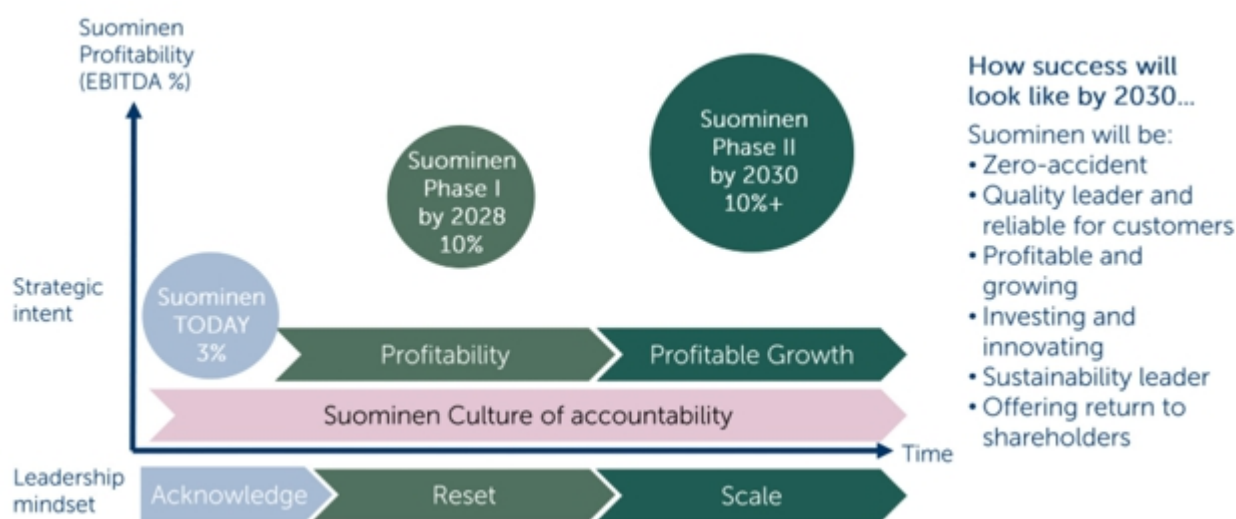 Suominen
Profitability
(EBITDA %)
Suominen
Phase I
by 2028
10%
Suominen
Phase II
by 2030
10%+
Strategic
intent
Suominen
TODAY
3%
Profitability
Profitable Growth
Suominen Culture of accountability
Time
Leadership
mindset
Acknowledge
Reset
Scale
How success will
look like by 2030...
Suominen will be:
• Zero-accident
• Quality leader and
reliable for customers
• Profitable and
growing
• Investing and
innovating
• Sustainability leader
• Offering return to
shareholders